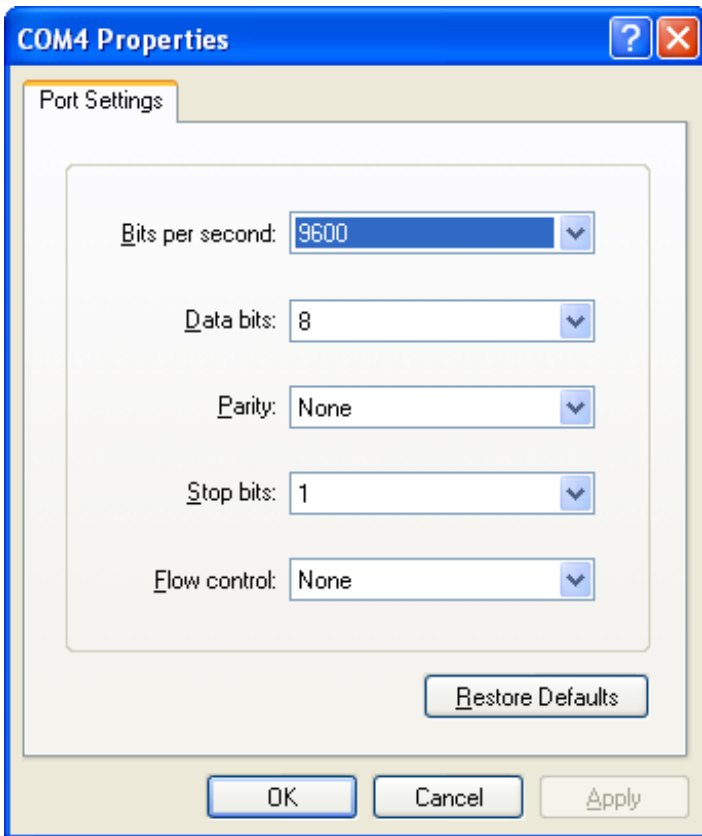 COM4 Properties
Port Settings
Bits per second: 9600
Data bits: 8
Parity: None
Stop bits: 1
Flow control: None
Restore Defaults
OK Cancel Apply